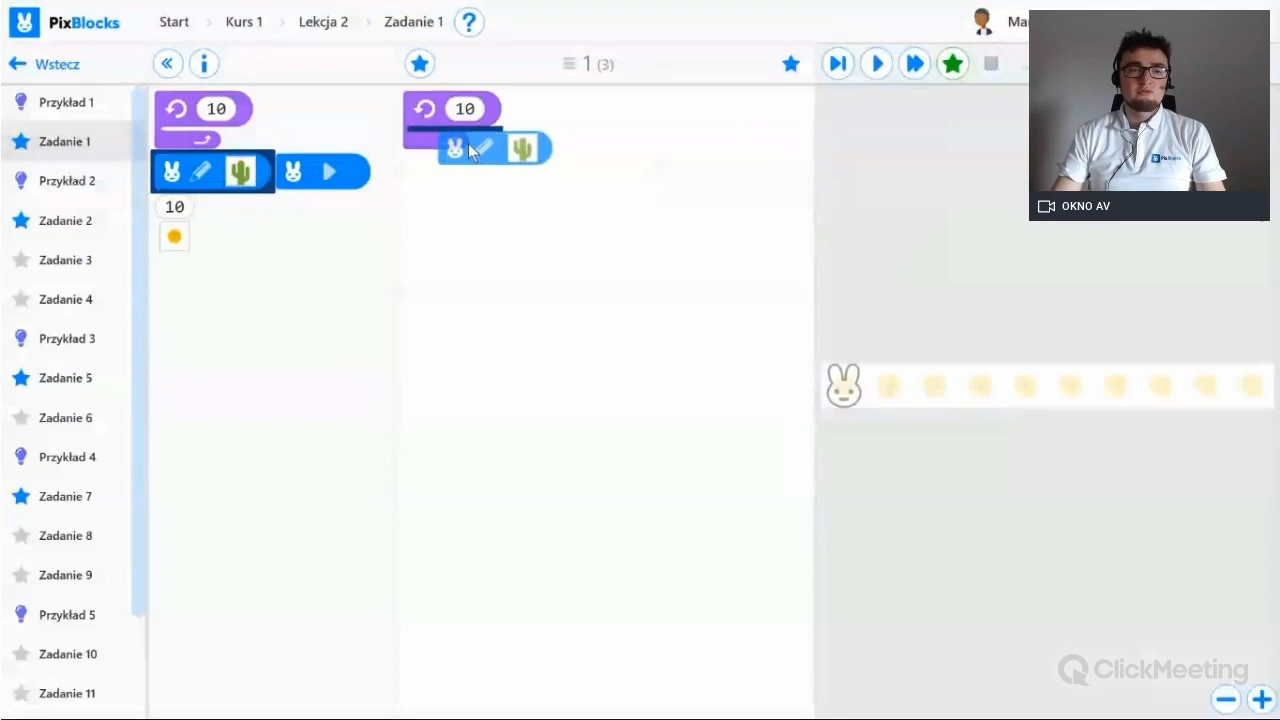 PixBlocks
Start
Kurs 1
Lekcja 2
Zadanie 1
?
Wstecz
1 (3)
Przykład 1
Zadanie 1
Przykład 2
Zadanie 2
Zadanie 3
Zadanie 4
Przykład 3
Zadanie 5
Zadanie 6
Przykład 4
Zadanie 7
Zadanie 8
Zadanie 9
Przykład 5
Zadanie 10
Zadanie 11
10
10
10
OKNO AV
ClickMeeting